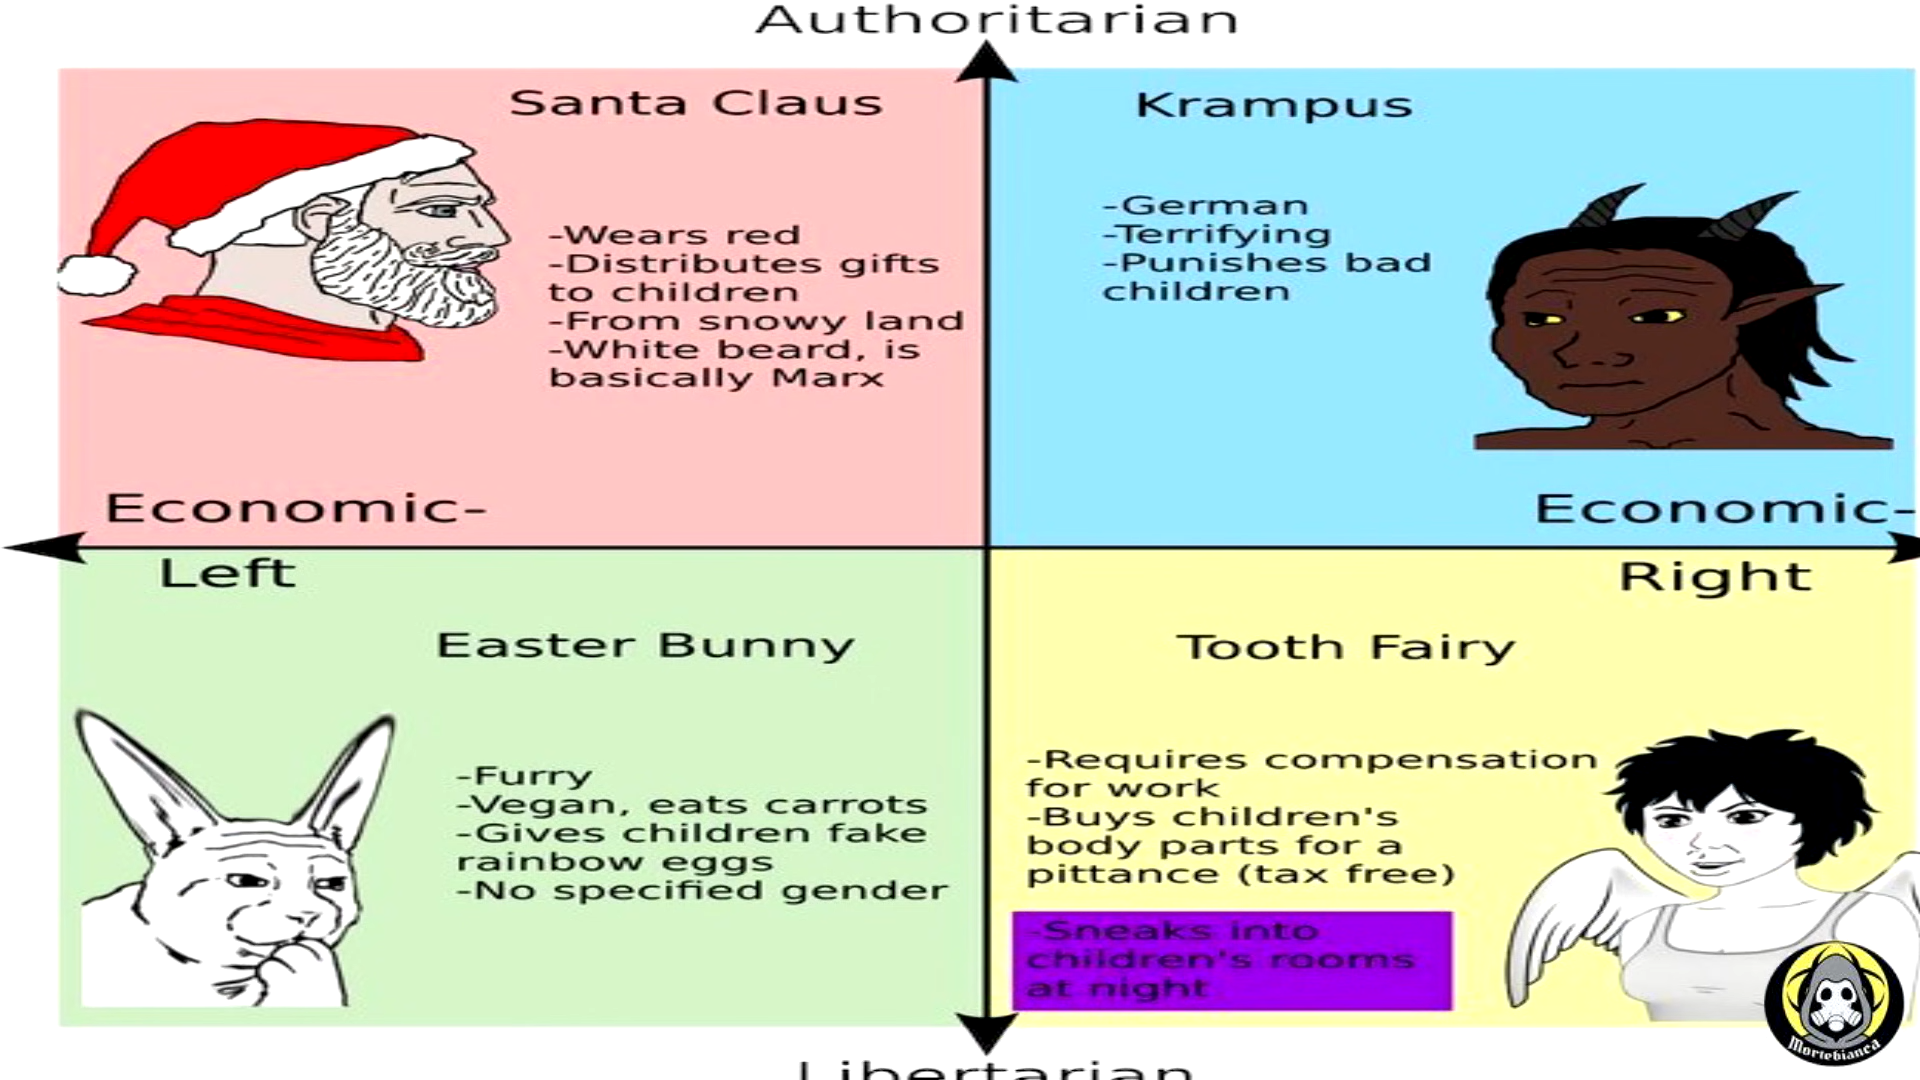 Authoritarian
Santa Claus
-Wears red
-Distributes gifts
to children
-From snowy land
-White beard, is
basically Marx
Krampus
-German
-Terrifying
-Punishes bad
children
Economic-
Left
Economic-
Right
Easter Bunny
-Furry
-Vegan, eats carrots
-Gives children fake
rainbow eggs
-No specified gender
Tooth Fairy
-Requires compensation
for work
-Buys children's
body parts for a
pittance (tax free)
-Sneaks into
children's rooms
at night
Mortebianca
Libertarian